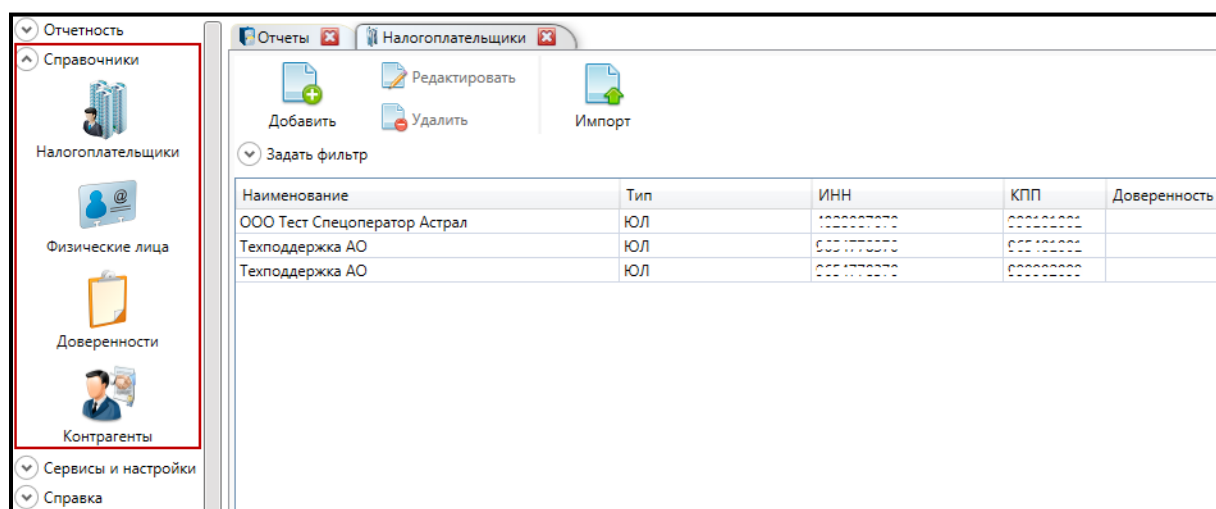 Отчетность
Справочники
Налогоплательщики
Физические лица
Доверенности
Контрагенты
Сервисы и настройки
Справка
Отчеты Налогоплательщики
Добавить Редактировать Удалить Импорт
Задать фильтр
Наименование Тип ИНН КПП Доверенность
ООО Тест Спецоператор Астрал ЮЛ
Техподдержка АО ЮЛ
Техподдержка АО ЮЛ